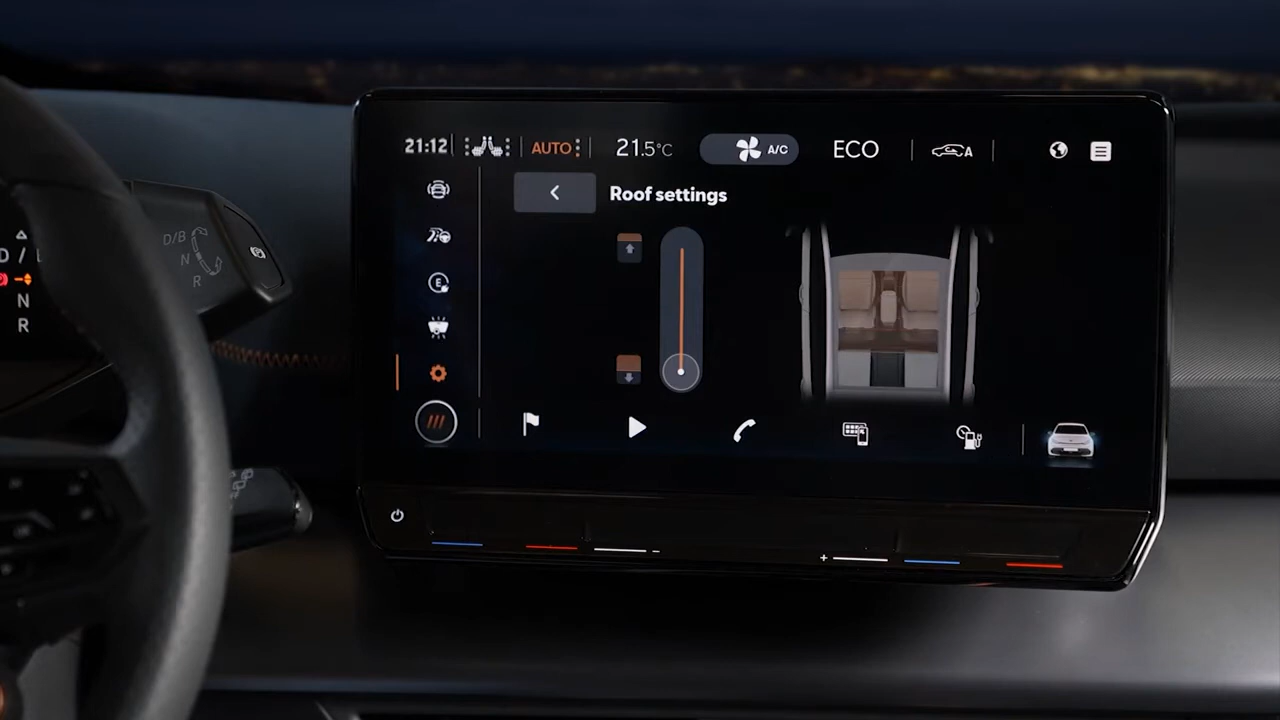 21:12 AUTO 21.5°C A/C ECO A
Roof settings
D/B
N
R
D /
N
R
E
- +